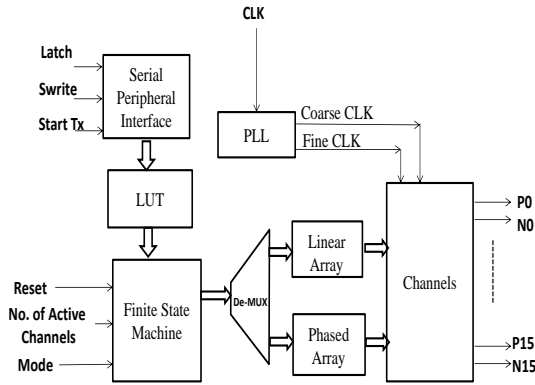 CLK
Latch
Swrite
Start Tx
Serial
Peripheral
Interface
PLL
Coarse CLK
Fine CLK
LUT
P0
N0
Reset
No. of Active
Channels
Mode
Finite State
Machine
De-MUX
Linear
Array
Phased
Array
Channels
P15
N15